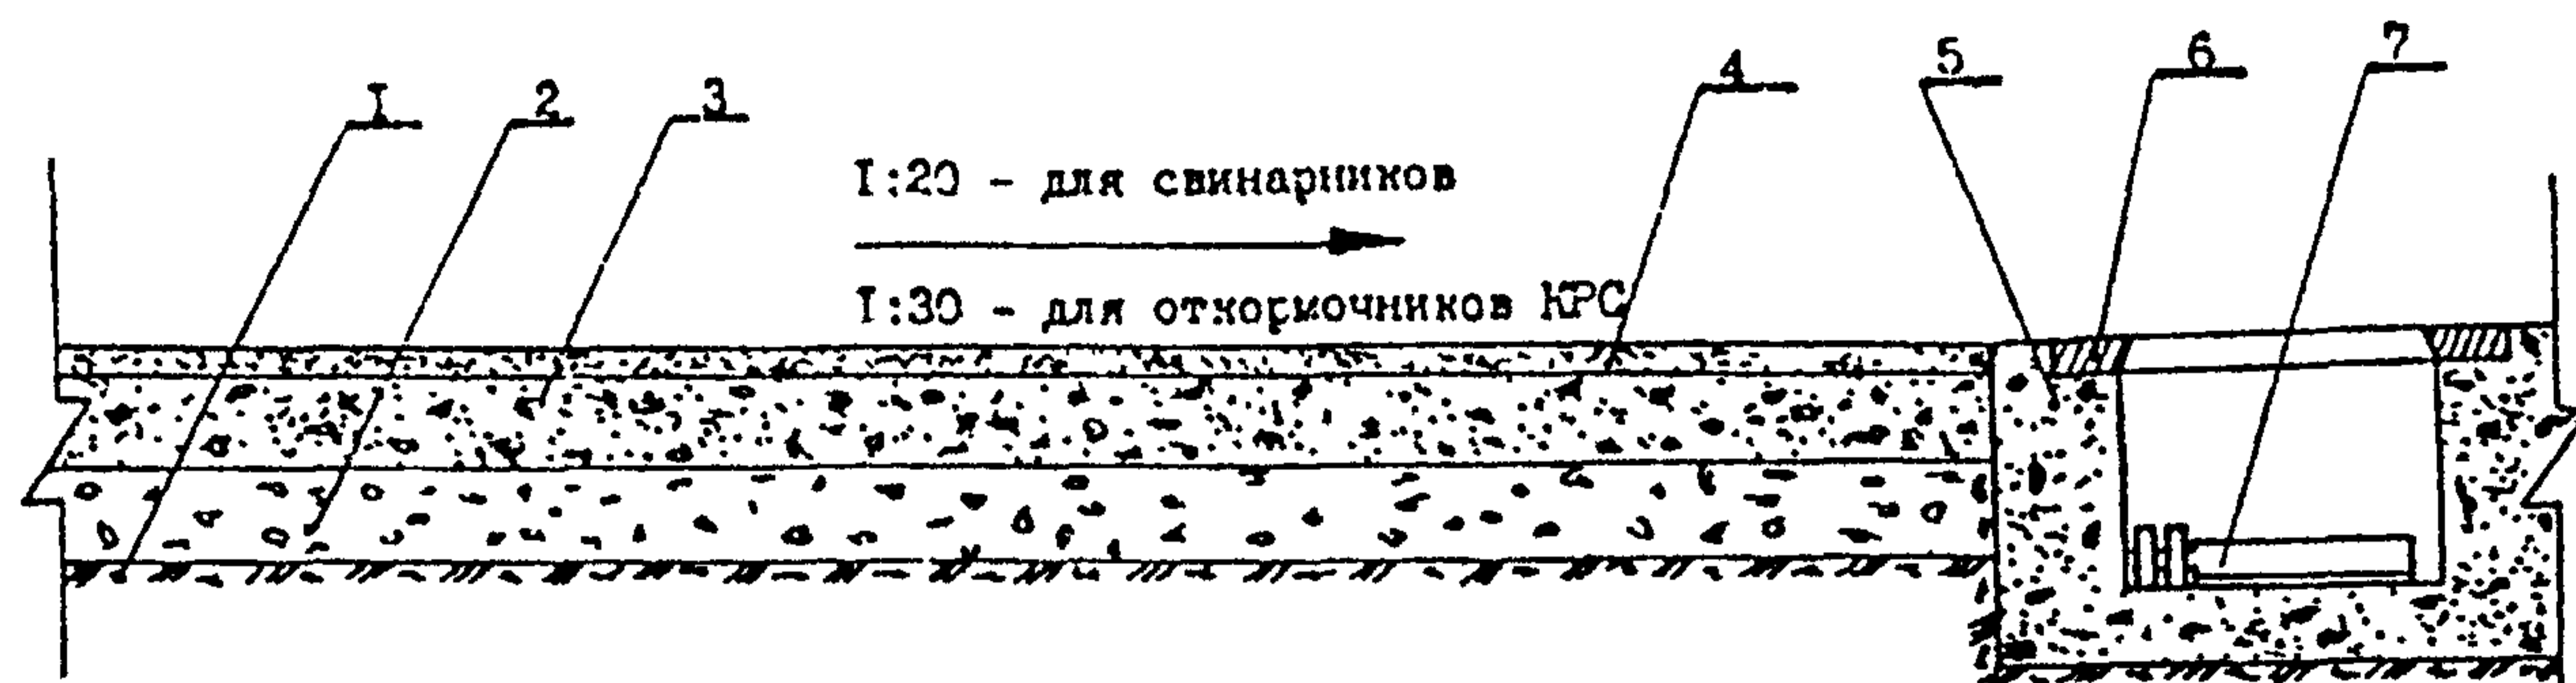 I 2 3 4 5 6 7
I:20 - для свинарников
I:30 - для откормочников КРС